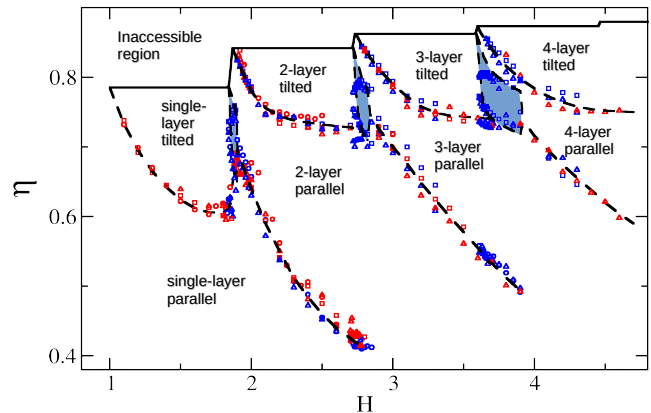 Inaccessible
region
single-
layer
tilted
2-layer
tilted
3-layer
tilted
4-layer
tilted
2-layer
parallel
3-layer
parallel
4-layer
parallel
single-layer
parallel
0.8
0.6
0.4
η
1
2
3
4
H